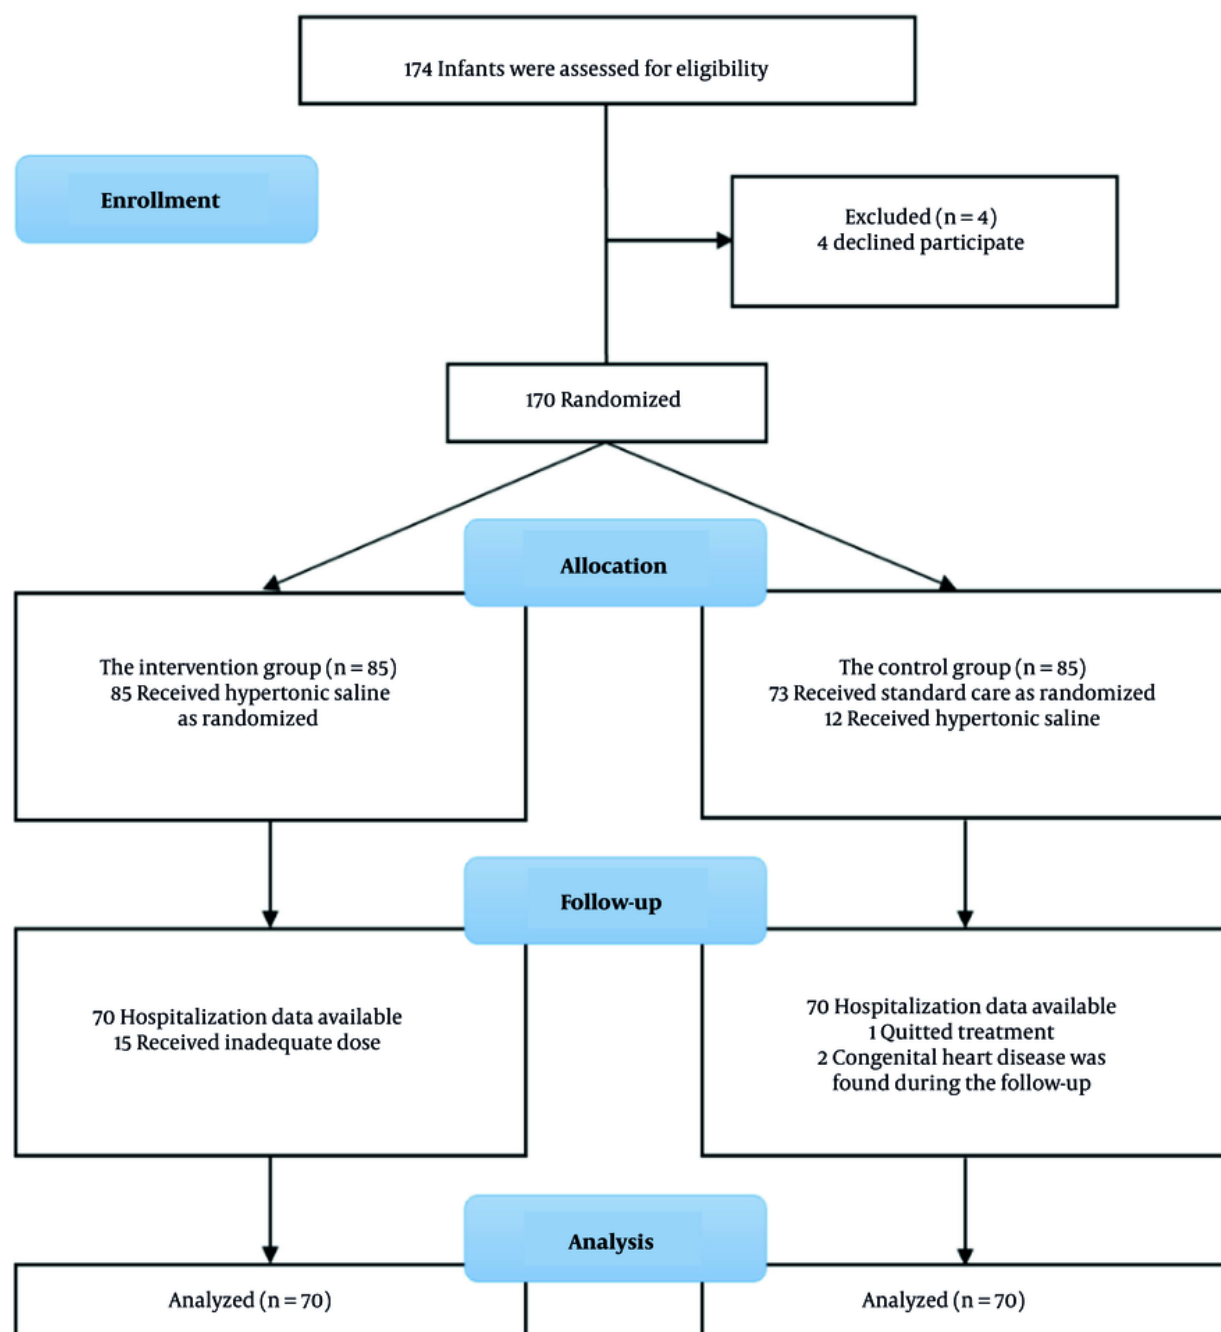 174 Infants were assessed for eligibility
Enrollment
Excluded (n = 4)
4 declined participate
170 Randomized
Allocation
The intervention group (n = 85)
85 Received hypertonic saline
as randomized
The control group (n = 85)
73 Received standard care as randomized
12 Received hypertonic saline
Follow-up
70 Hospitalization data available
15 Received inadequate dose
70 Hospitalization data available
1 Quitted treatment
2 Congenital heart disease was
found during the follow-up
Analysis
Analyzed (n = 70)
Analyzed (n = 70)